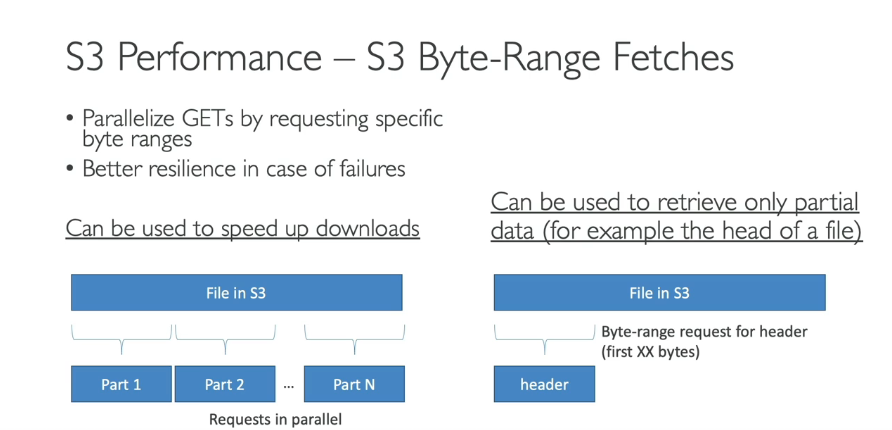 S3 Performance – S3 Byte-Range Fetches
• Parallelize GETs by requesting specific
byte ranges
• Better resilience in case of failures
Can be used to speed up downloads
File in S3
Part 1
Part 2
...
Part N
Requests in parallel
Can be used to retrieve only partial
data (for example the head of a file)
File in S3
Byte-range request for header
(first XX bytes)
header